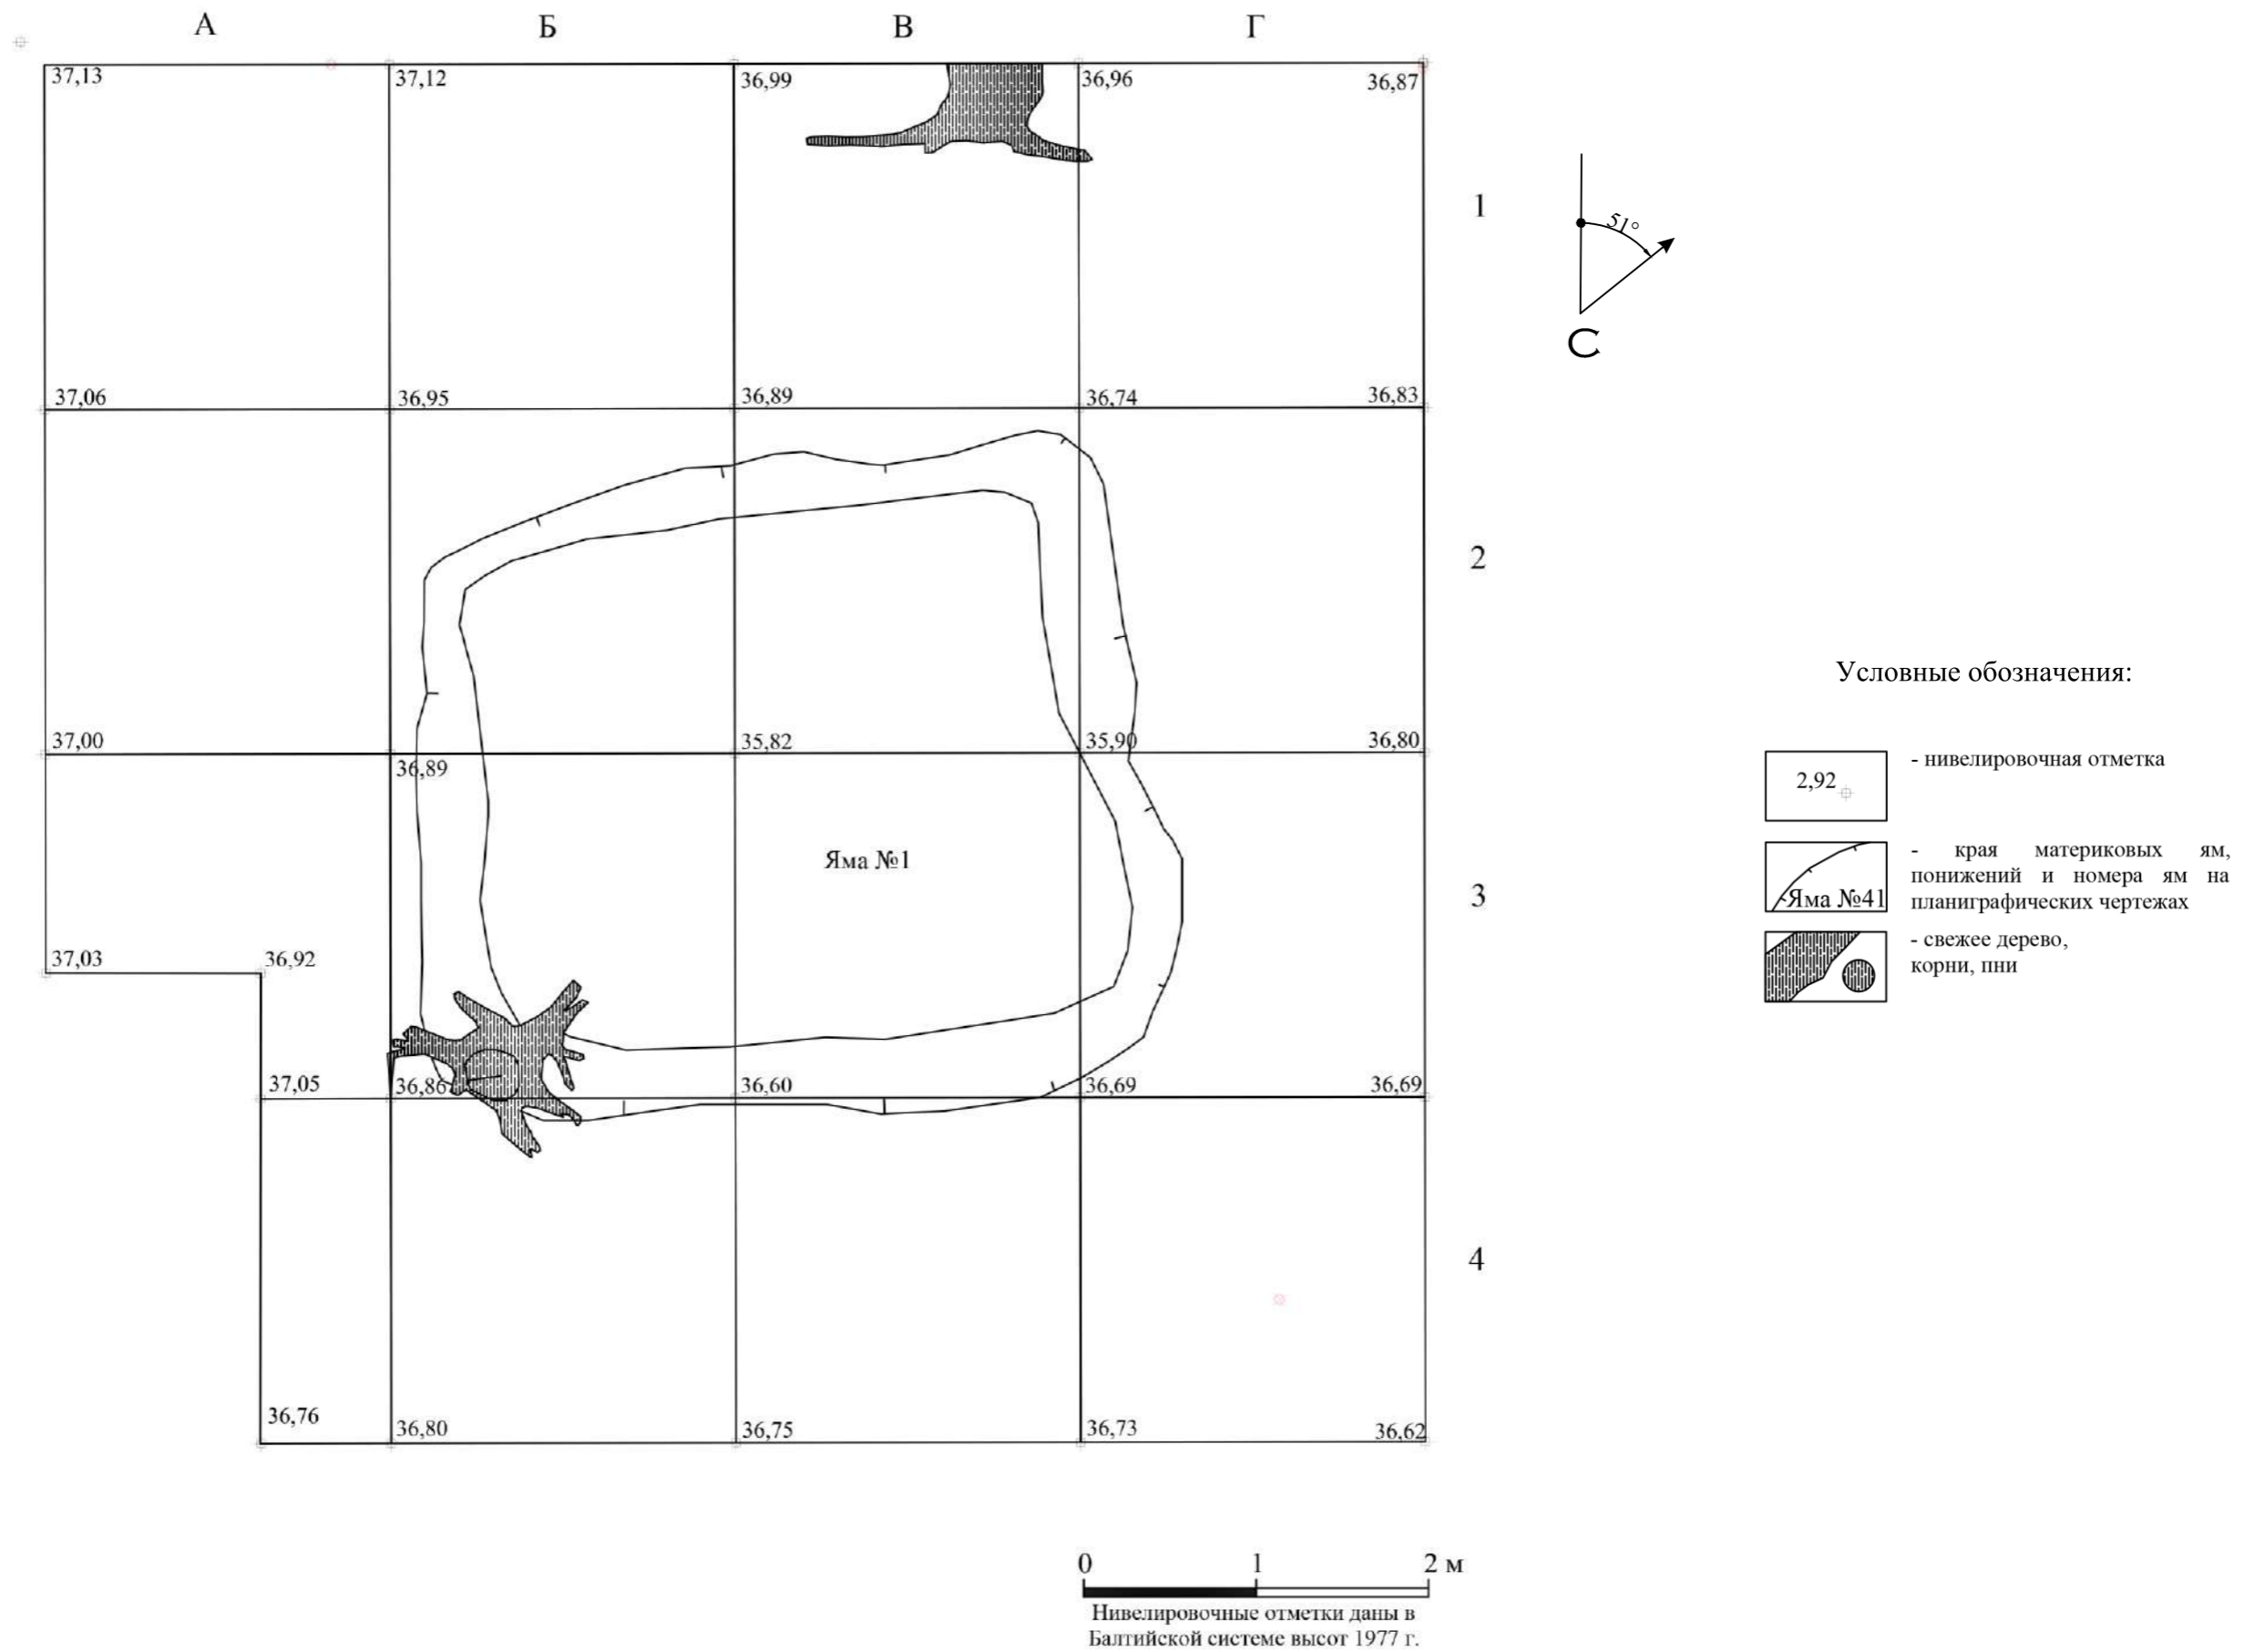 А Б В Г
37,13 37,12 36,99 36,96 36,87
1
51°
С
37,06 36,95 36,89 36,74 36,83
2
Условные обозначения:
37,00 36,89 35,82 35,90 36,80
2,92
- нивелировочная отметка
Яма №1
Яма №41
- края материковых ям,
понижений и номера ям на
планиграфических чертежах
3
- свежее дерево,
корни, пни
37,03 36,92
37,05 36,86 36,60 36,69 36,69
4
36,76 36,80 36,75 36,73 36,62
0 1 2 м
Нивелировочные отметки даны в
Балтийской системе высот 1977 г.